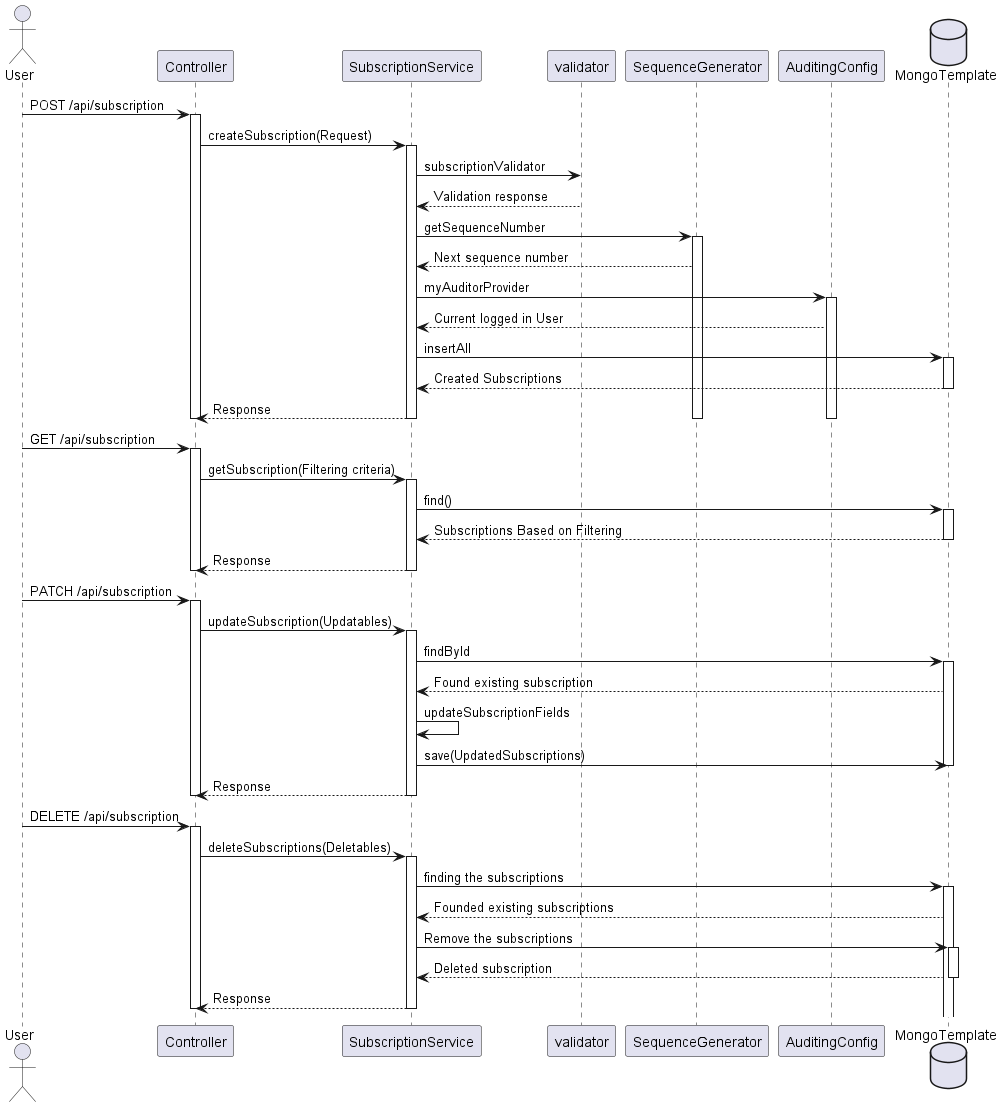 User
Controller
SubscriptionService
validator
SequenceGenerator
AuditingConfig
MongoTemplate
POST /api/subscription
createSubscription(Request)
subscriptionValidator
Validation response
getSequenceNumber
Next sequence number
myAuditorProvider
Current logged in User
insertAll
Created Subscriptions
Response
GET /api/subscription
getSubscription(Filtering criteria)
find()
Subscriptions Based on Filtering
Response
PATCH /api/subscription
updateSubscription(Updatables)
findById
Found existing subscription
updateSubscriptionFields
save(UpdatedSubscriptions)
Response
DELETE /api/subscription
deleteSubscriptions(Deletables)
finding the subscriptions
Founded existing subscriptions
Remove the subscriptions
Deleted subscription
Response
User
Controller
SubscriptionService
validator
SequenceGenerator
AuditingConfig
MongoTemplate